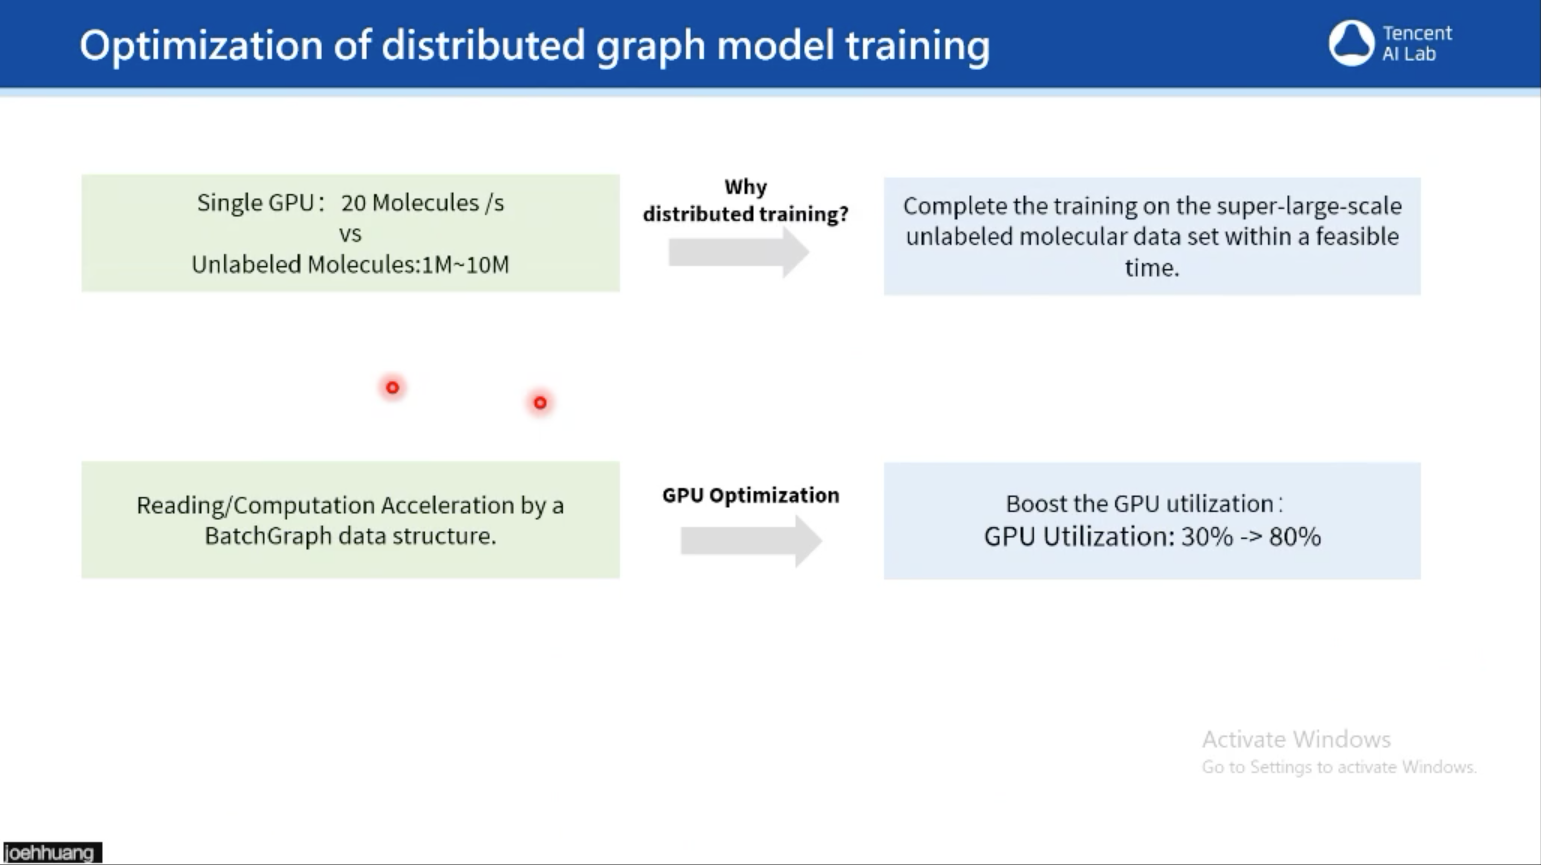 Optimization of distributed graph model training
Tencent
AI Lab
Single GPU： 20 Molecules /s
vs
Unlabeled Molecules:1M~10M
Why
distributed training?
Complete the training on the super-large-scale
unlabeled molecular data set within a feasible
time.
Reading/Computation Acceleration by a
BatchGraph data structure.
GPU Optimization
Boost the GPU utilization：
GPU Utilization: 30% -> 80%
Activate Windows
Go to Settings to activate Windows.
joehhuang